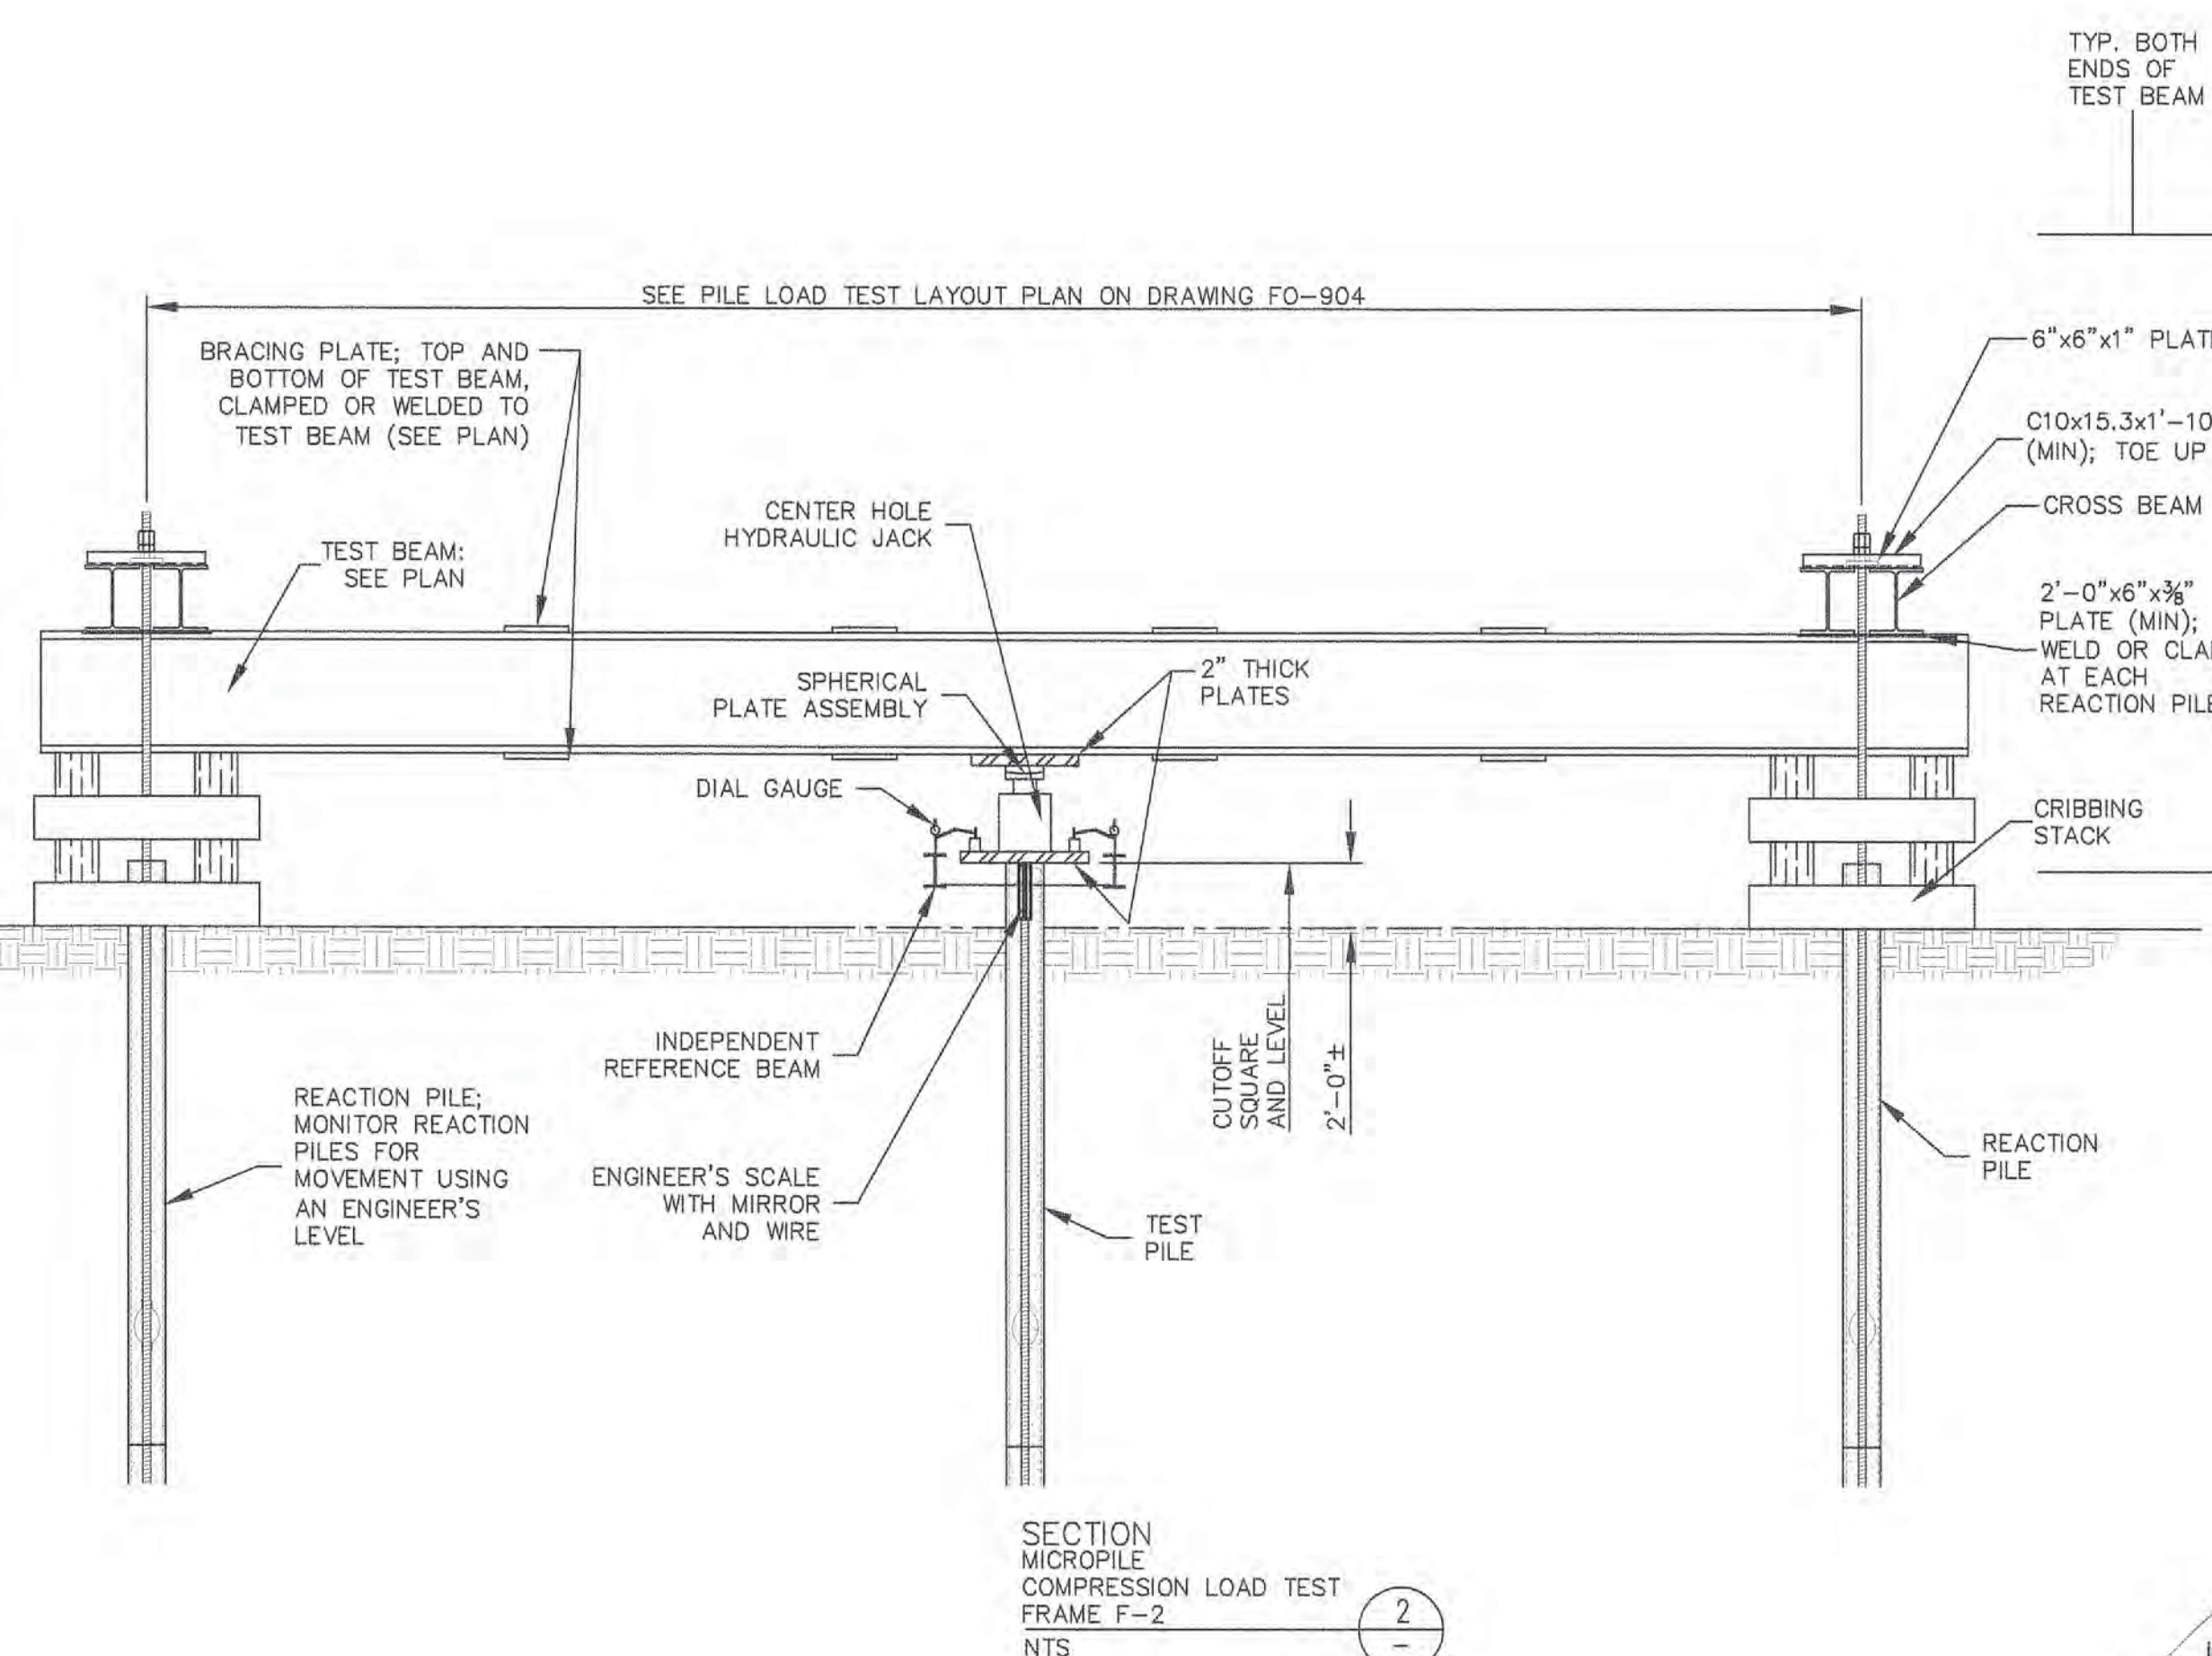 TYP. BOTH
ENDS OF
TEST BEAM
SEE PILE LOAD TEST LAYOUT PLAN ON DRAWING FO-904
BRACING PLATE; TOP AND
BOTTOM OF TEST BEAM,
CLAMPED OR WELDED TO
TEST BEAM (SEE PLAN)
6"x6"x1"
C10x15.3x1'-10
(MIN); TOE UP
CENTER HOLE
HYDRAULIC JACK
CROSS BEAM
TEST BEAM:
SEE PLAN
2'-0"x6"x⅜"
PLATE (MIN);
WELD OR
AT EACH
REACTION
SPHERICAL
PLATE ASSEMBLY
2" THICK
PLATES
DIAL GAUGE
CRIBBING
STACK
INDEPENDENT
REFERENCE BEAM
CUTOFF
SQUARE
AND LEVEL
2'-0"±
REACTION PILE;
MONITOR REACTION
PILES FOR
MOVEMENT USING
AN ENGINEER'S
LEVEL
ENGINEER'S SCALE
WITH MIRROR
AND WIRE
TEST
PILE
REACTION
PILE
SECTION
MICROPILE
COMPRESSION LOAD TEST
FRAME F-2
NTS
2
-